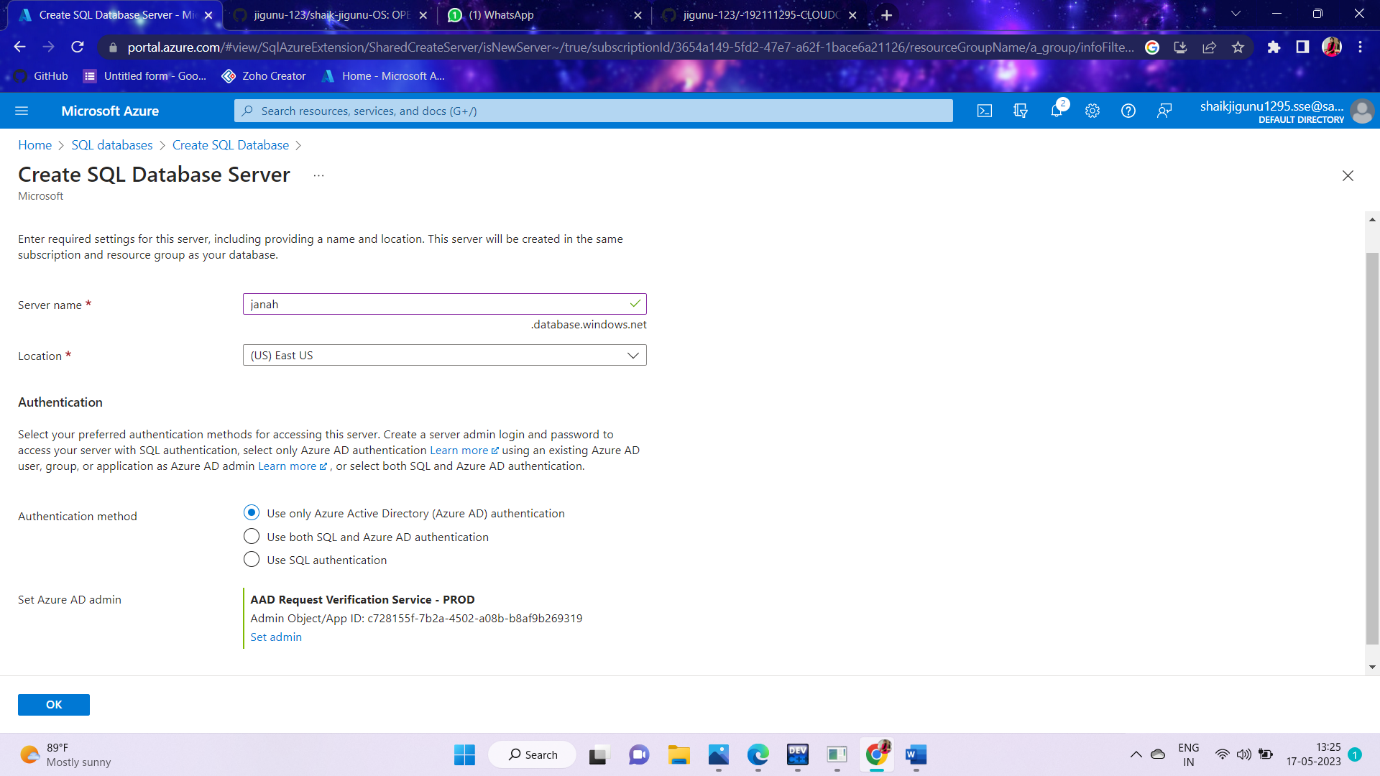 Create SQL Database Server - Mi
jigunu-123/shaik-jigunu-OS: OPE
(1) WhatsApp
jigunu-123/-192111295-CLOUDC
portal.azure.com/#view/SqlAzureExtension/SharedCreateServer/isNewServer~/true/subscriptionId/3654a149-5fd2-47e7-a62f-1bace6a21126/resourceGroupName/a_group/infoFilte...
GitHub
Untitled form - Goo...
Zoho Creator
Home - Microsoft A...
Microsoft Azure
Search resources, services, and docs (G+/)
2
shaikjigunu1295.sse@sa...
DEFAULT DIRECTORY
Home > SQL databases > Create SQL Database >
Create SQL Database Server ...
Microsoft
Enter required settings for this server, including providing a name and location. This server will be created in the same
subscription and resource group as your database.
Server name *
janah
.database.windows.net
Location *
(US) East US
Authentication
Select your preferred authentication methods for accessing this server. Create a server admin login and password to
access your server with SQL authentication, select only Azure AD authentication Learn more using an existing Azure AD
user, group, or application as Azure AD admin Learn more , or select both SQL and Azure AD authentication.
Authentication method
Use only Azure Active Directory (Azure AD) authentication
Use both SQL and Azure AD authentication
Use SQL authentication
Set Azure AD admin
AAD Request Verification Service - PROD
Admin Object/App ID: c728155f-7b2a-4502-a08b-b8af9b269319
Set admin
OK
89°F
Mostly sunny
Search
DEV
ENG
IN
13:25
17-05-2023
1